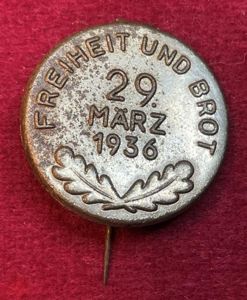 FREIHEIT UND BROT
29.
MÄRZ
1936